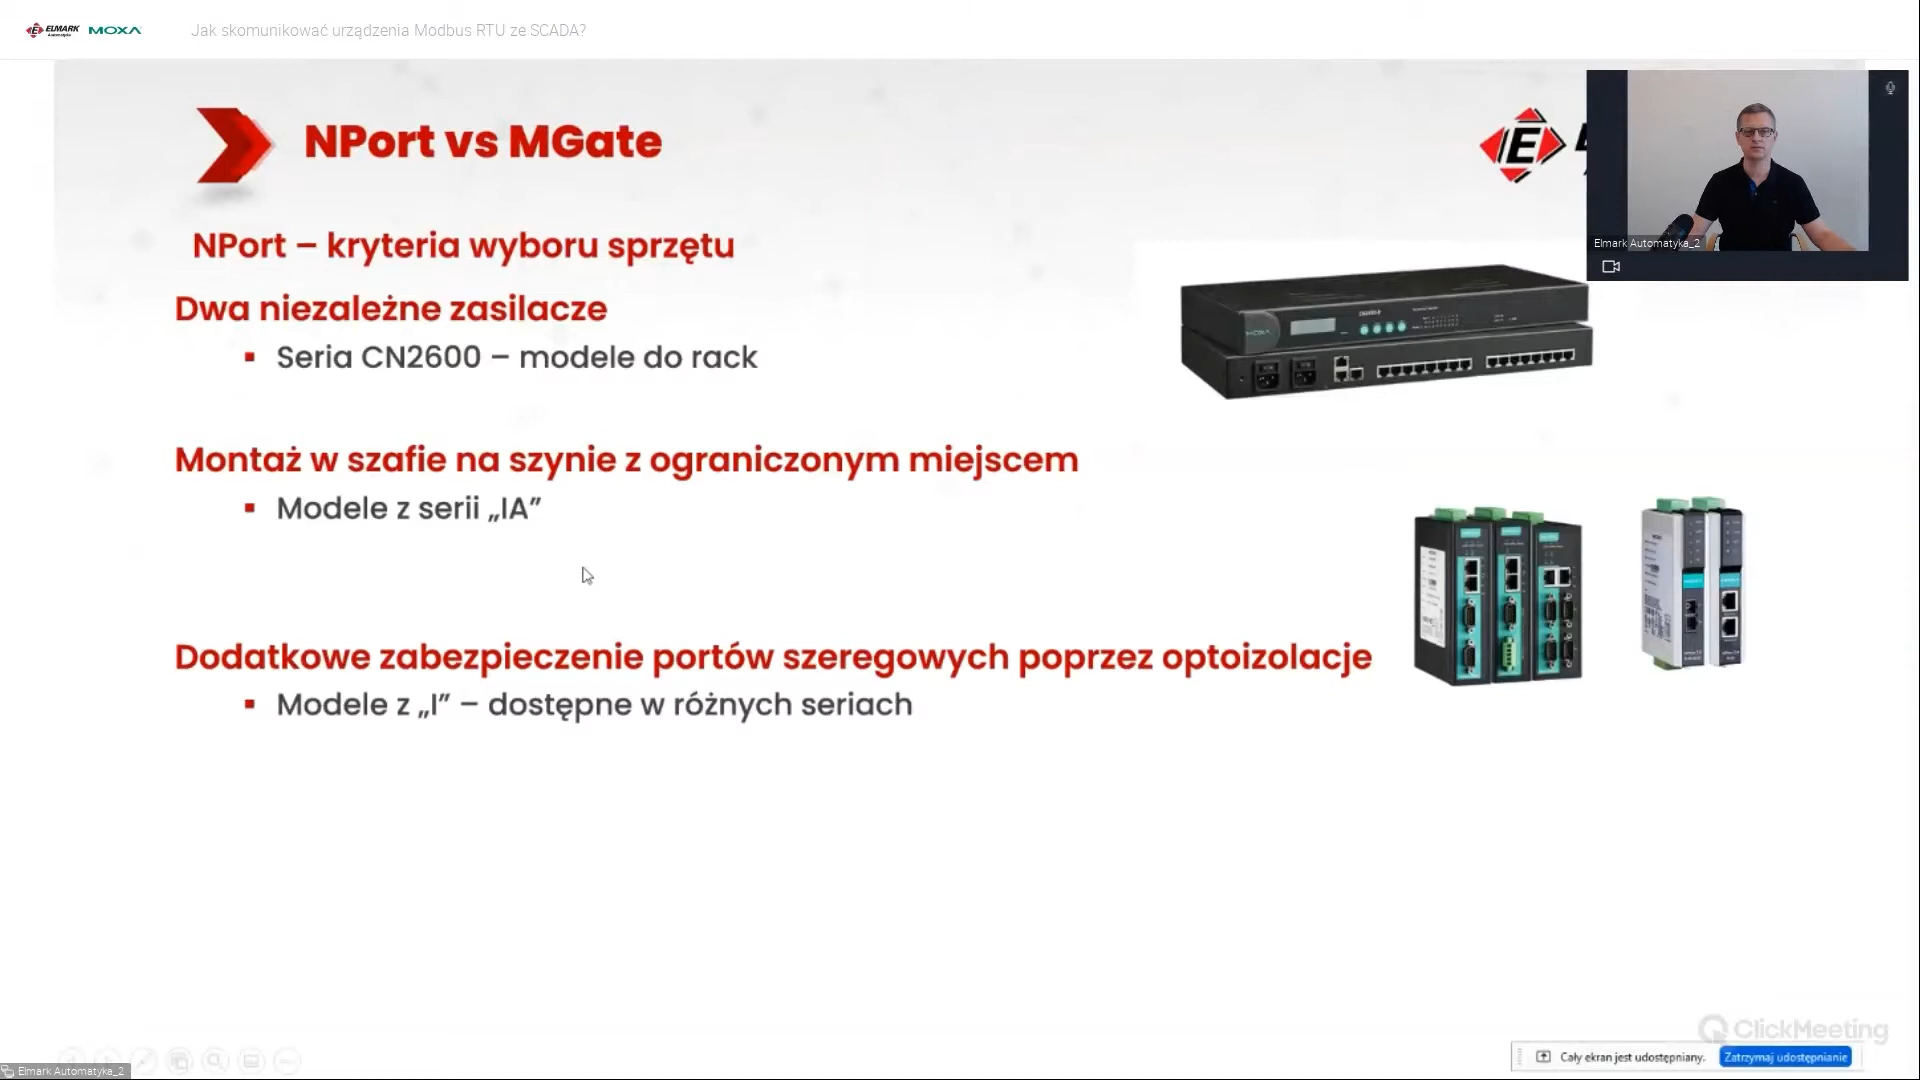 ELMARK
Automatyka
MOXA
Jak skomunikować urządzenia Modbus RTU ze SCADA?
NPort vs MGate
E
NPort – kryteria wyboru sprzętu
Dwa niezależne zasilacze
▪ Seria CN2600 – modele do rack
Montaż w szafie na szynie z ograniczonym miejscem
▪ Modele z serii „IA”
Dodatkowe zabezpieczenie portów szeregowych poprzez optoizolacje
▪ Modele z „I” – dostępne w różnych seriach
MOXA
Elmark Automatyka_2
ClickMeeting
Cały ekran jest udostępniany.
Zatrzymaj udostępnianie
Elmark Automatyka_2